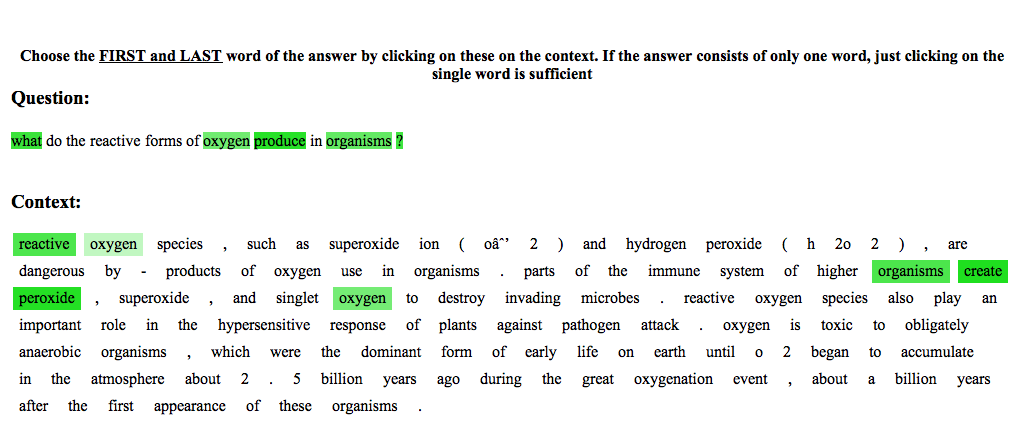 Choose the FIRST and LAST word of the answer by clicking on these on the context. If the answer consists of only one word, just clicking on the
single word is sufficient
Question:
what do the reactive forms of oxygen produce in organisms ?
Context:
reactive oxygen species , such as superoxide ion ( oâˆ’ 2 ) and hydrogen peroxide ( h 2o 2 ) , are
dangerous by - products of oxygen use in organisms . parts of the immune system of higher organisms create
peroxide , superoxide , and singlet oxygen to destroy invading microbes . reactive oxygen species also play an
important role in the hypersensitive response of plants against pathogen attack . oxygen is toxic to obligately
anaerobic organisms , which were the dominant form of early life on earth until o 2 began to accumulate
in the atmosphere about 2 . 5 billion years ago during the great oxygenation event , about a billion years
after the first appearance of these organisms .